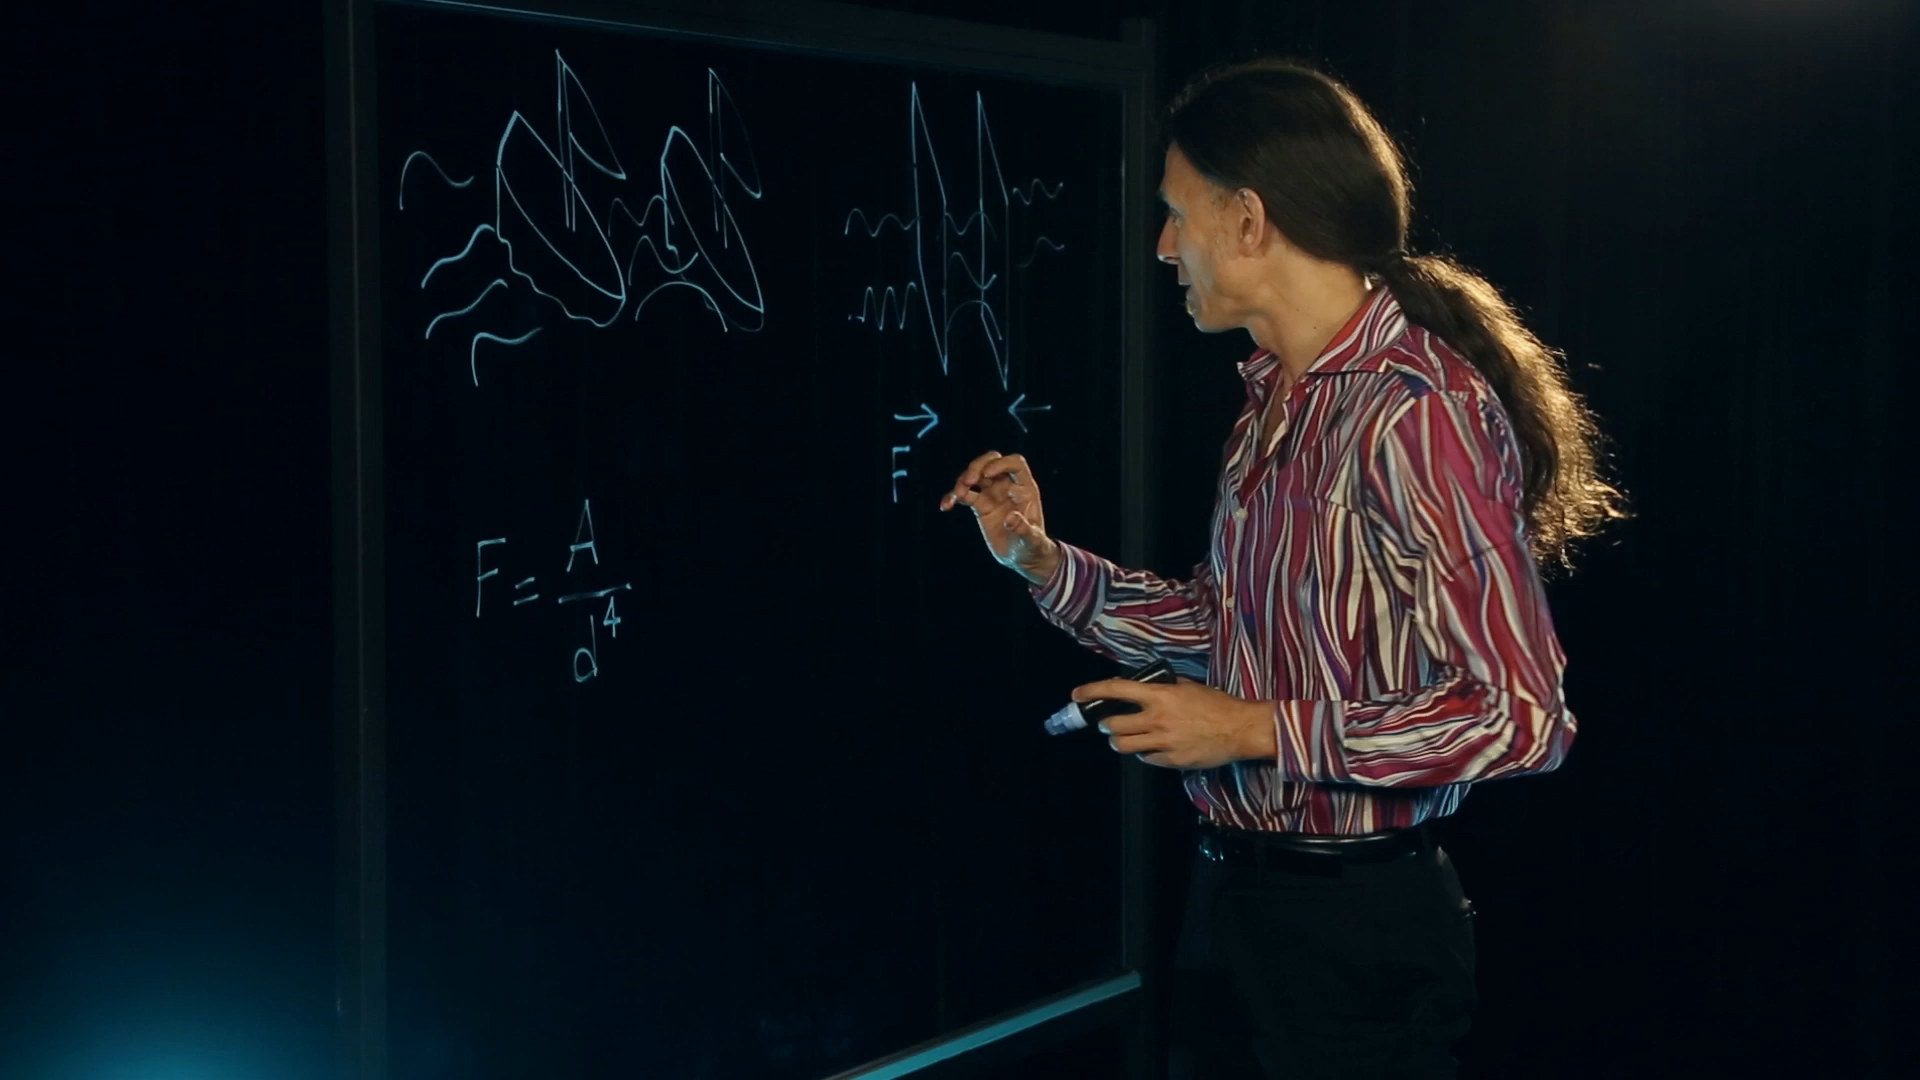 F
F = A / d⁴